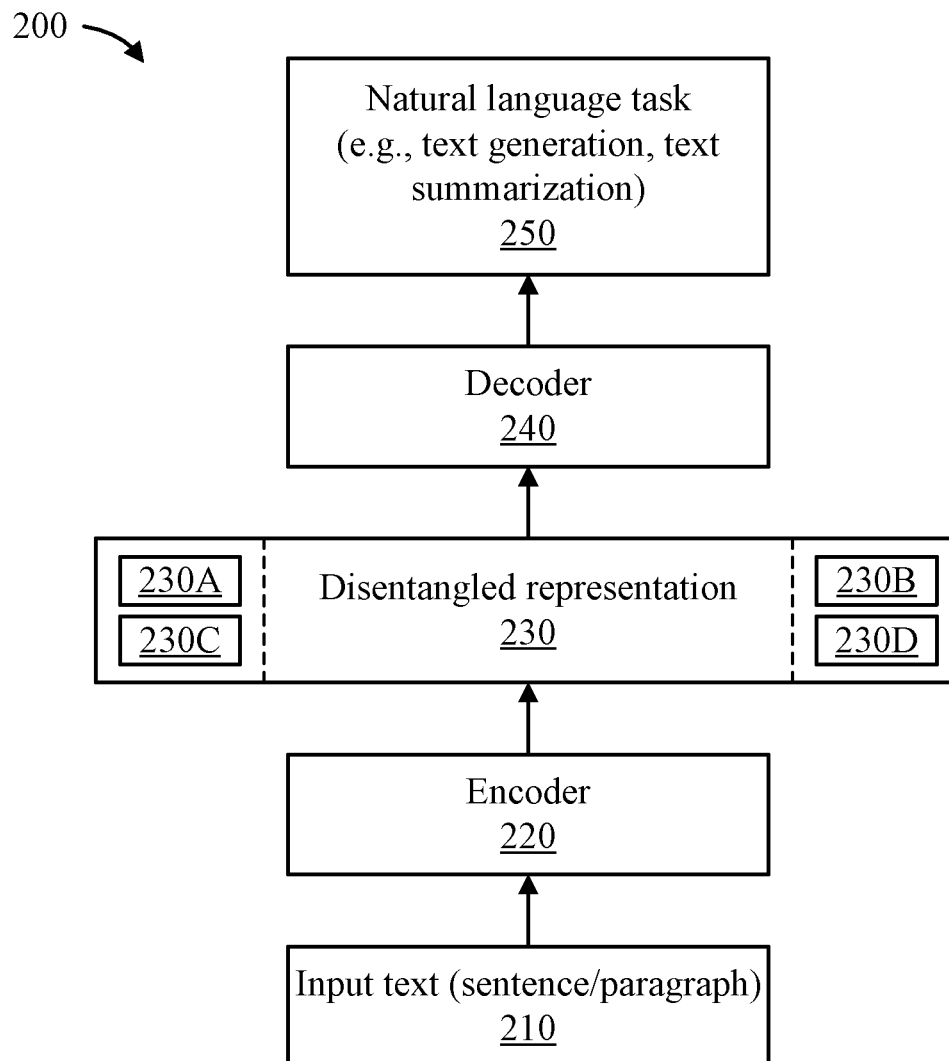 200
Natural language task
(e.g., text generation, text
summarization)
250
Decoder
240
230A
230C
Disentangled representation
230
230B
230D
Encoder
220
Input text (sentence/paragraph)
210